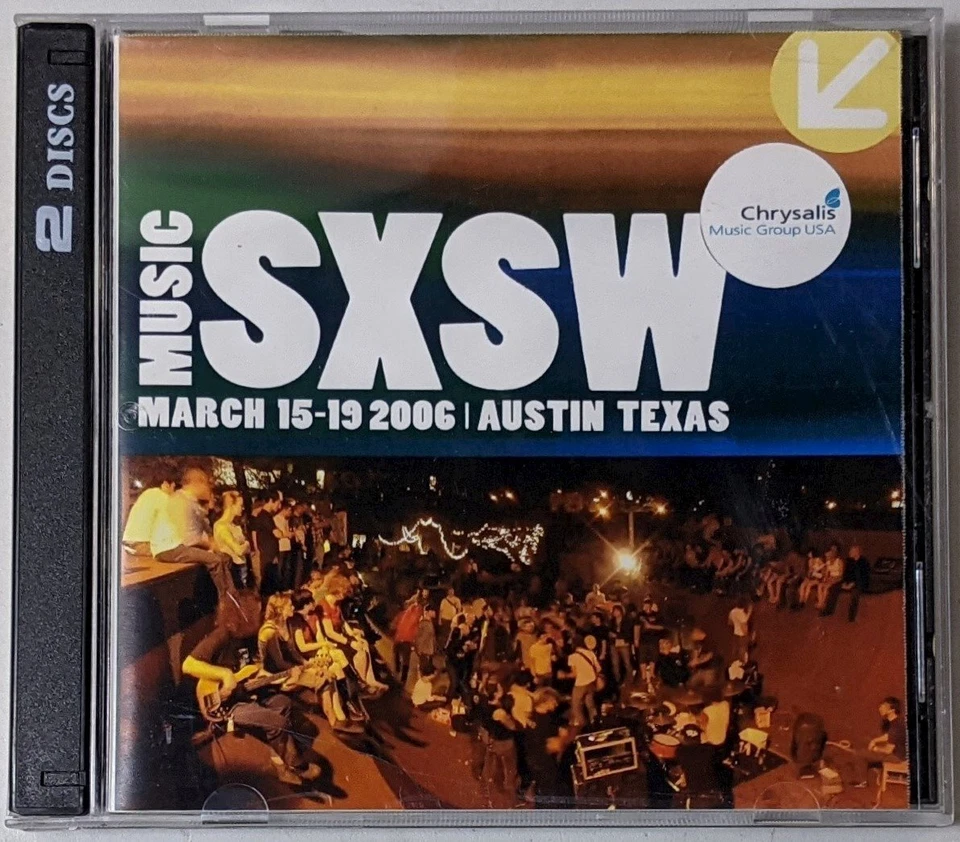 2 DISCS
MUSIC
SXSW
Chrysalis
Music Group USA
MARCH 15-19 2006 | AUSTIN TEXAS